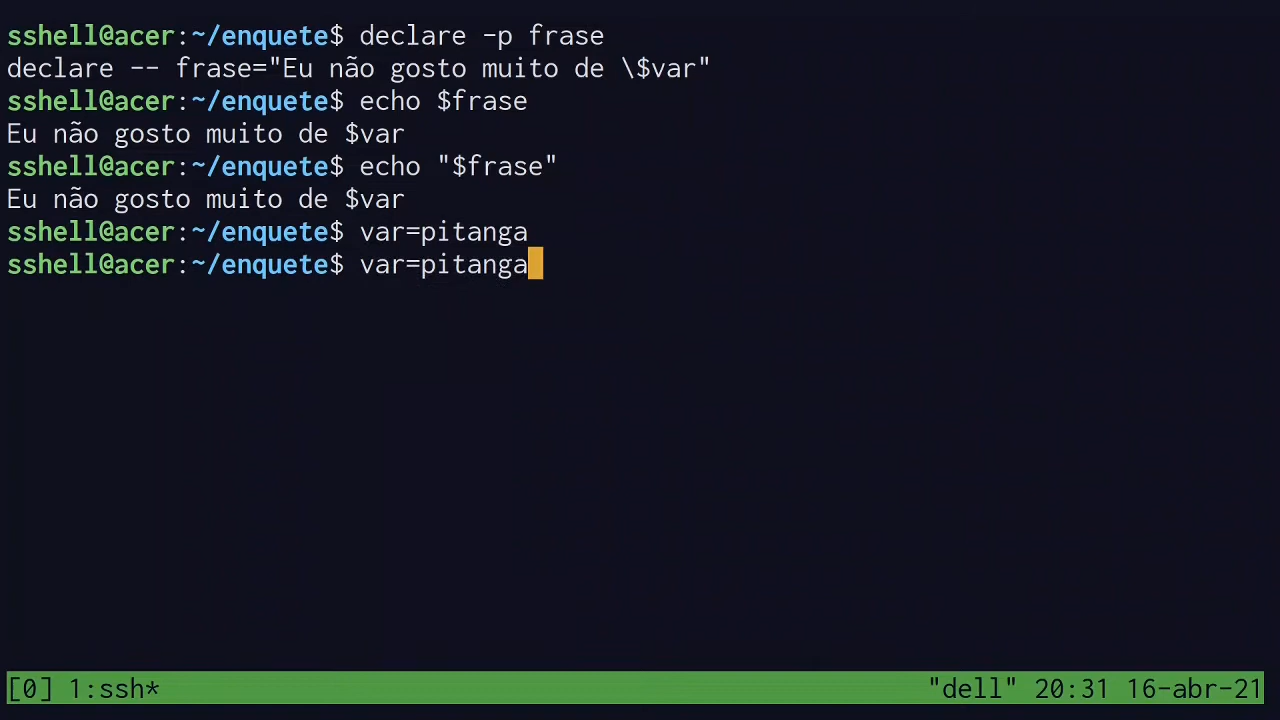 sshell@acer:~/enquete$ declare -p frase
declare -- frase="Eu não gosto muito de \$var"
sshell@acer:~/enquete$ echo $frase
Eu não gosto muito de $var
sshell@acer:~/enquete$ echo "$frase"
Eu não gosto muito de $var
sshell@acer:~/enquete$ var=pitanga
sshell@acer:~/enquete$ var=pitanga
[0] 1:ssh* "dell" 20:31 16-abr-21